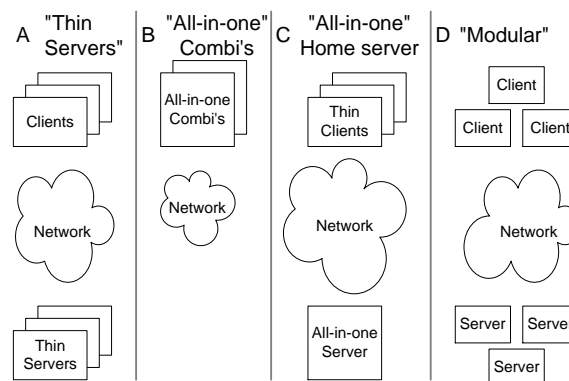 A "Thin
Servers"
B "All-in-one"
Combi's
C "All-in-one"
Home server
D "Modular"
Clients
All-in-one
Combi's
Thin
Clients
Client
Client
Client
Network
Network
Network
Network
Thin
Servers
All-in-one
Server
Server
Server
Server